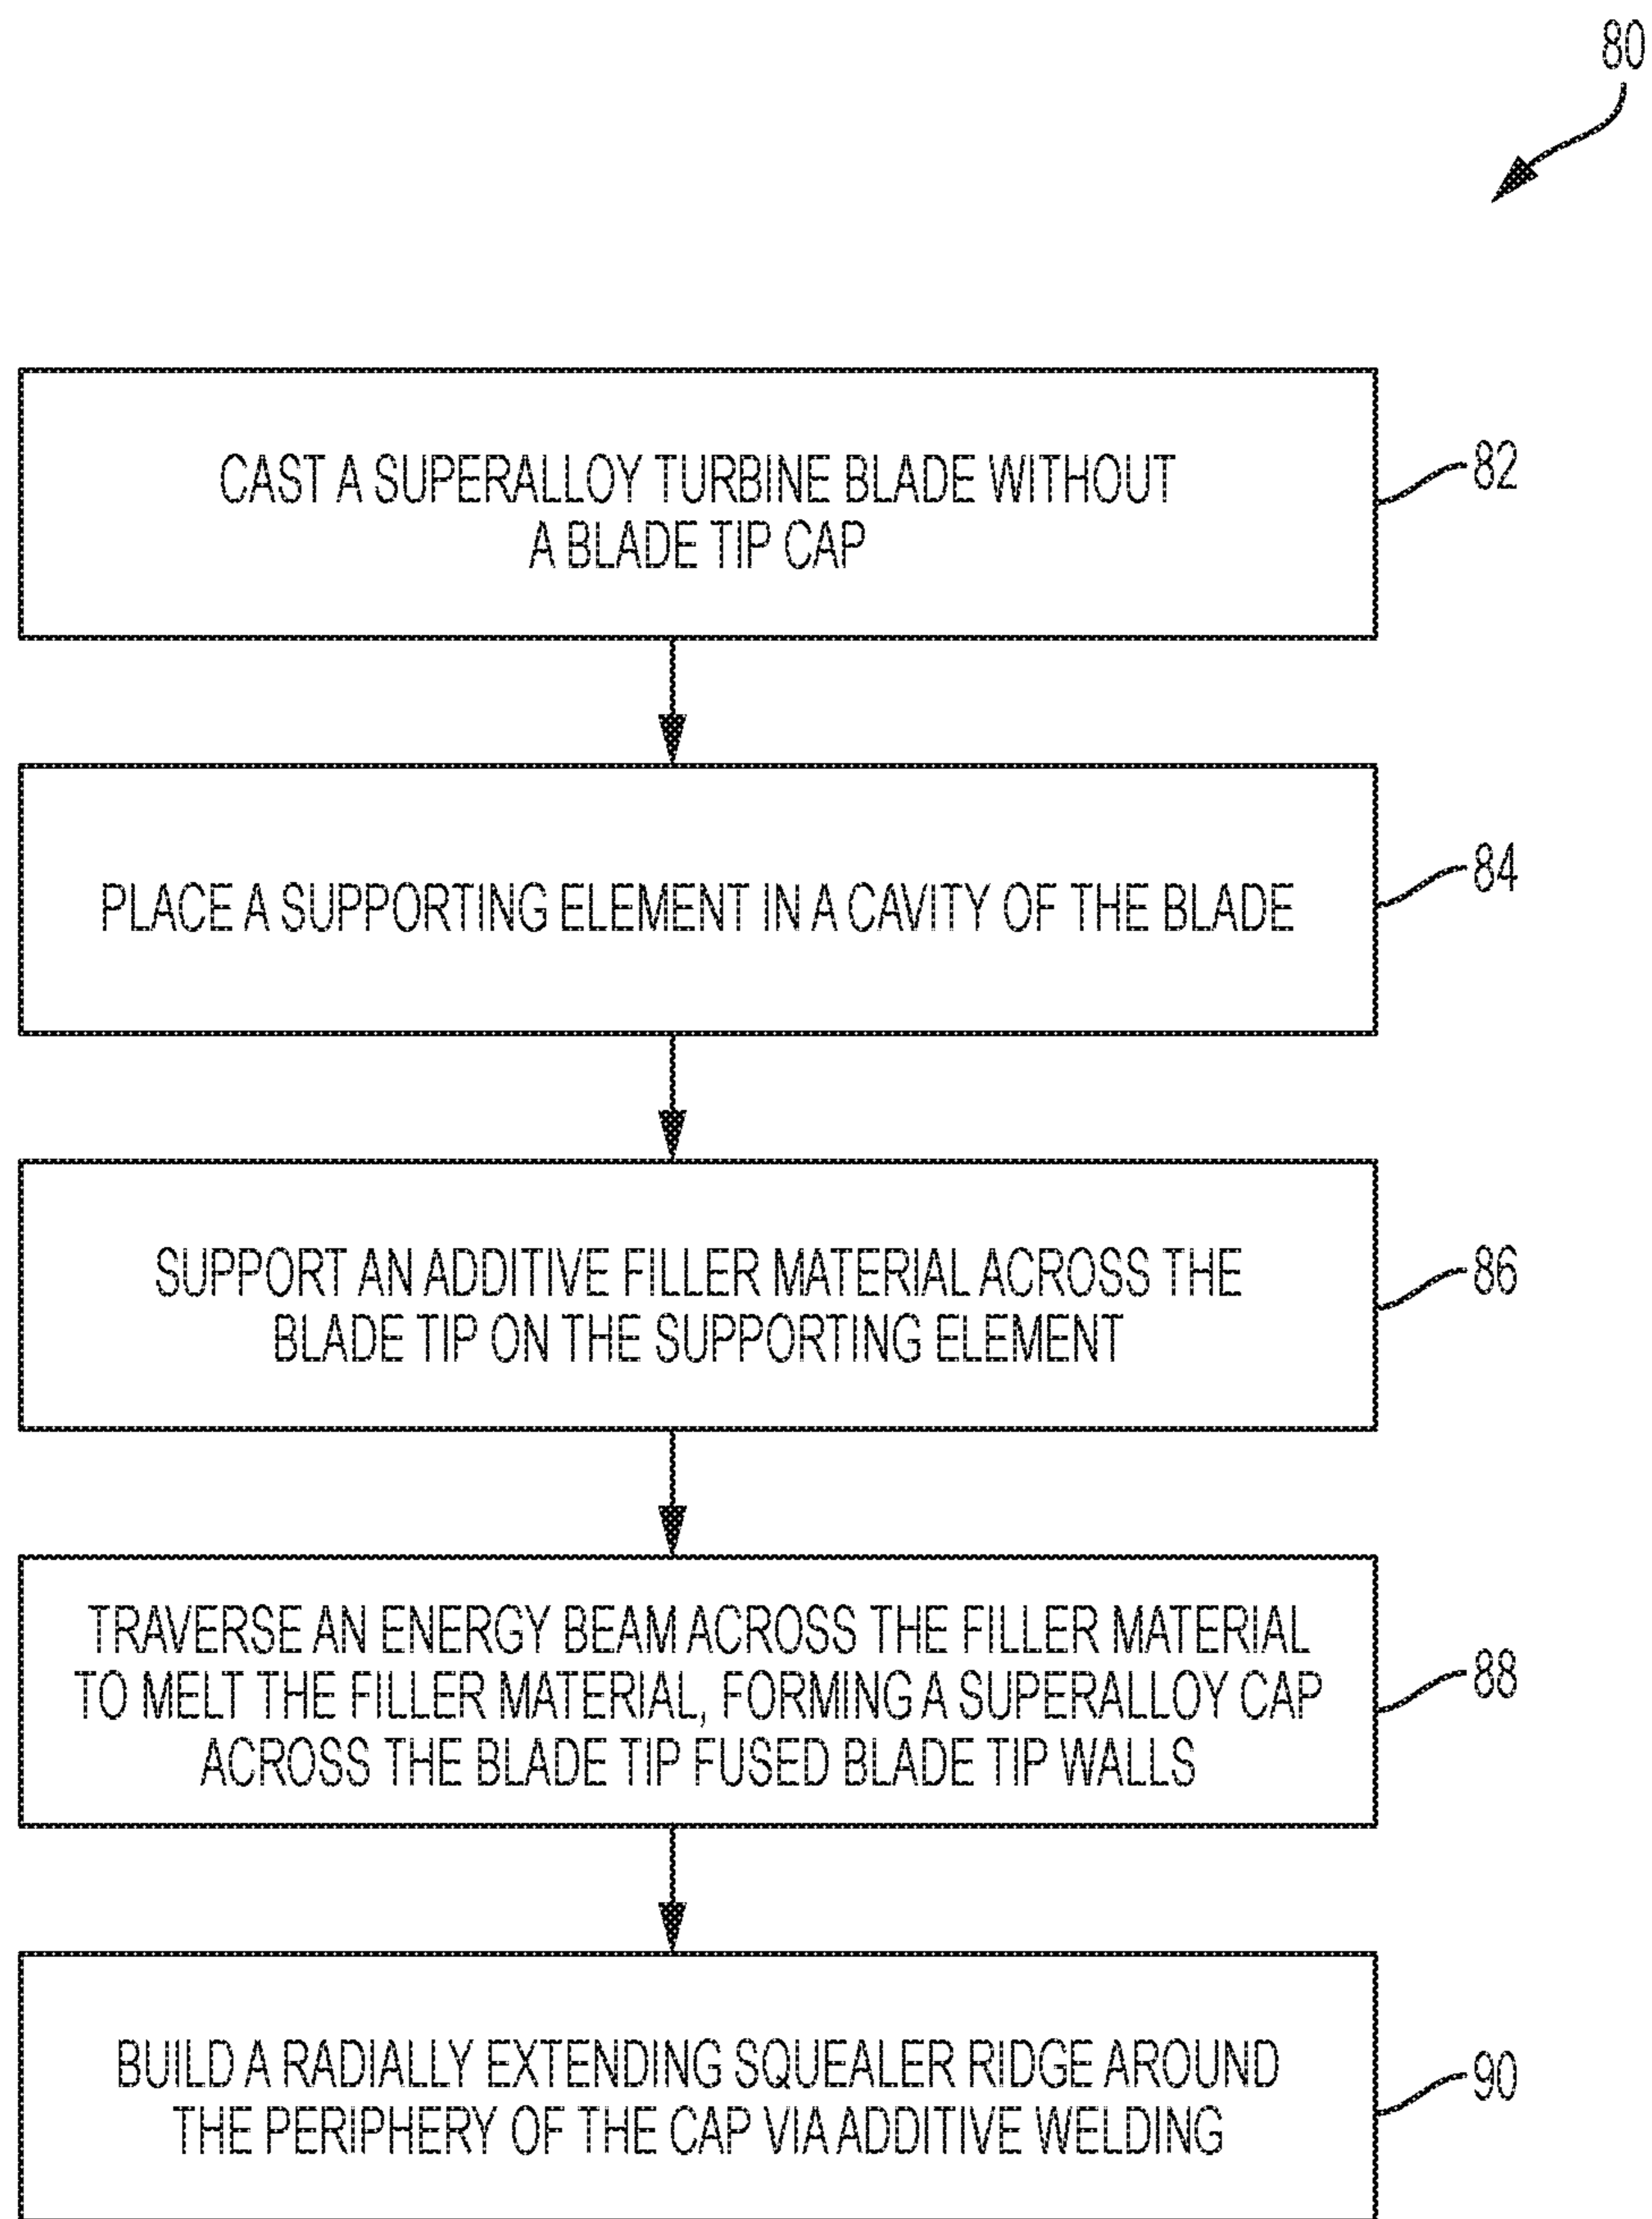 80
CAST A SUPERALLOY TURBINE BLADE WITHOUT
A BLADE TIP CAP
82
PLACE A SUPPORTING ELEMENT IN A CAVITY OF THE BLADE
84
SUPPORT AN ADDITIVE FILLER MATERIAL ACROSS THE
BLADE TIP ON THE SUPPORTING ELEMENT
86
TRAVERSE AN ENERGY BEAM ACROSS THE FILLER MATERIAL
TO MELT THE FILLER MATERIAL, FORMING A SUPERALLOY CAP
ACROSS THE BLADE TIP FUSED BLADE TIP WALLS
88
BUILD A RADIALLY EXTENDING SQUEALER RIDGE AROUND
THE PERIPHERY OF THE CAP VIA ADDITIVE WELDING
90